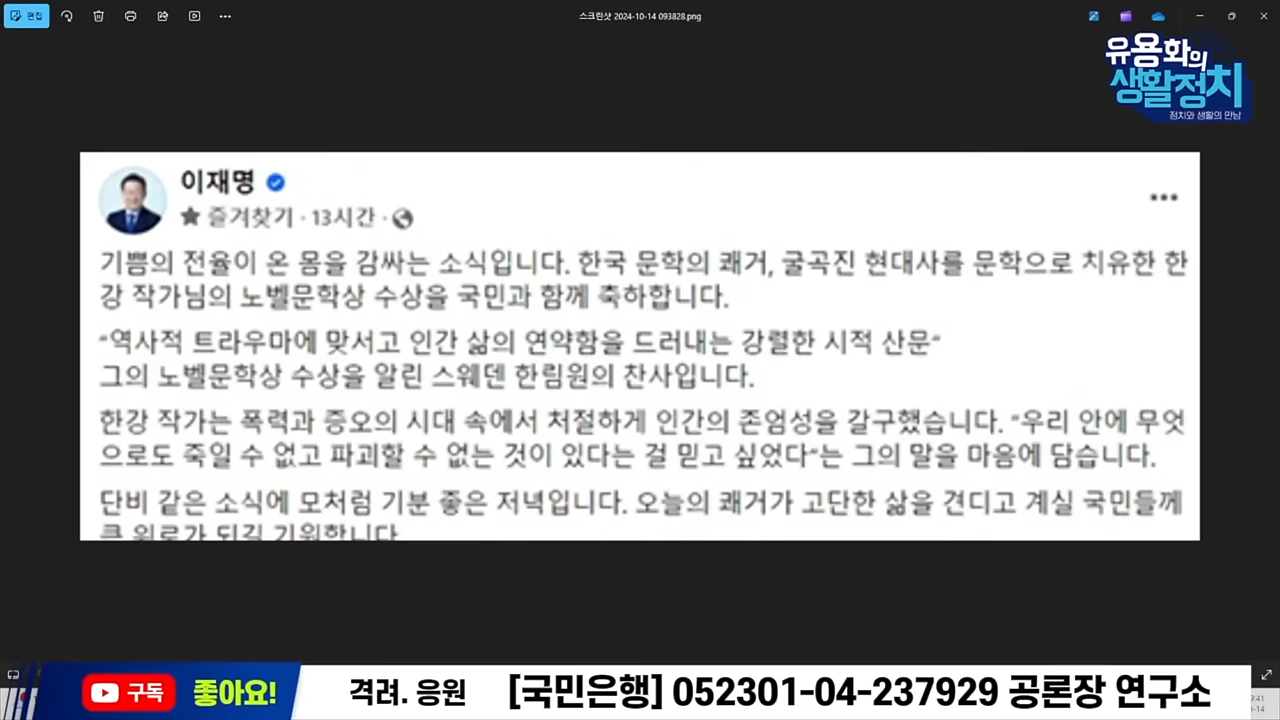 편집
스크린샷 2024-10-14 093828.png
유용화의
생활정치
정치와 생활의 만남
이재명
즐겨찾기 · 13시간 ·
기쁨의 전율이 온 몸을 감싸는 소식입니다. 한국 문학의 쾌거, 굴곡진 현대사를 문학으로 치유한 한
강 작가님의 노벨문학상 수상을 국민과 함께 축하합니다.
“역사적 트라우마에 맞서고 인간 삶의 연약함을 드러내는 강렬한 시적 산문”
그의 노벨문학상 수상을 알린 스웨덴 한림원의 찬사입니다.
한강 작가는 폭력과 증오의 시대 속에서 처절하게 인간의 존엄성을 갈구했습니다. “우리 안에 무엇
으로도 죽일 수 없고 파괴할 수 없는 것이 있다는 걸 믿고 싶었다”는 그의 말을 마음에 담습니다.
단비 같은 소식에 모처럼 기분 좋은 저녁입니다. 오늘의 쾌거가 고단한 삶을 견디고 계실 국민들께
큰 위로가 되길 기원합니다
구독
좋아요!
격려. 응원 [국민은행] 052301-04-237929 공론장 연구소